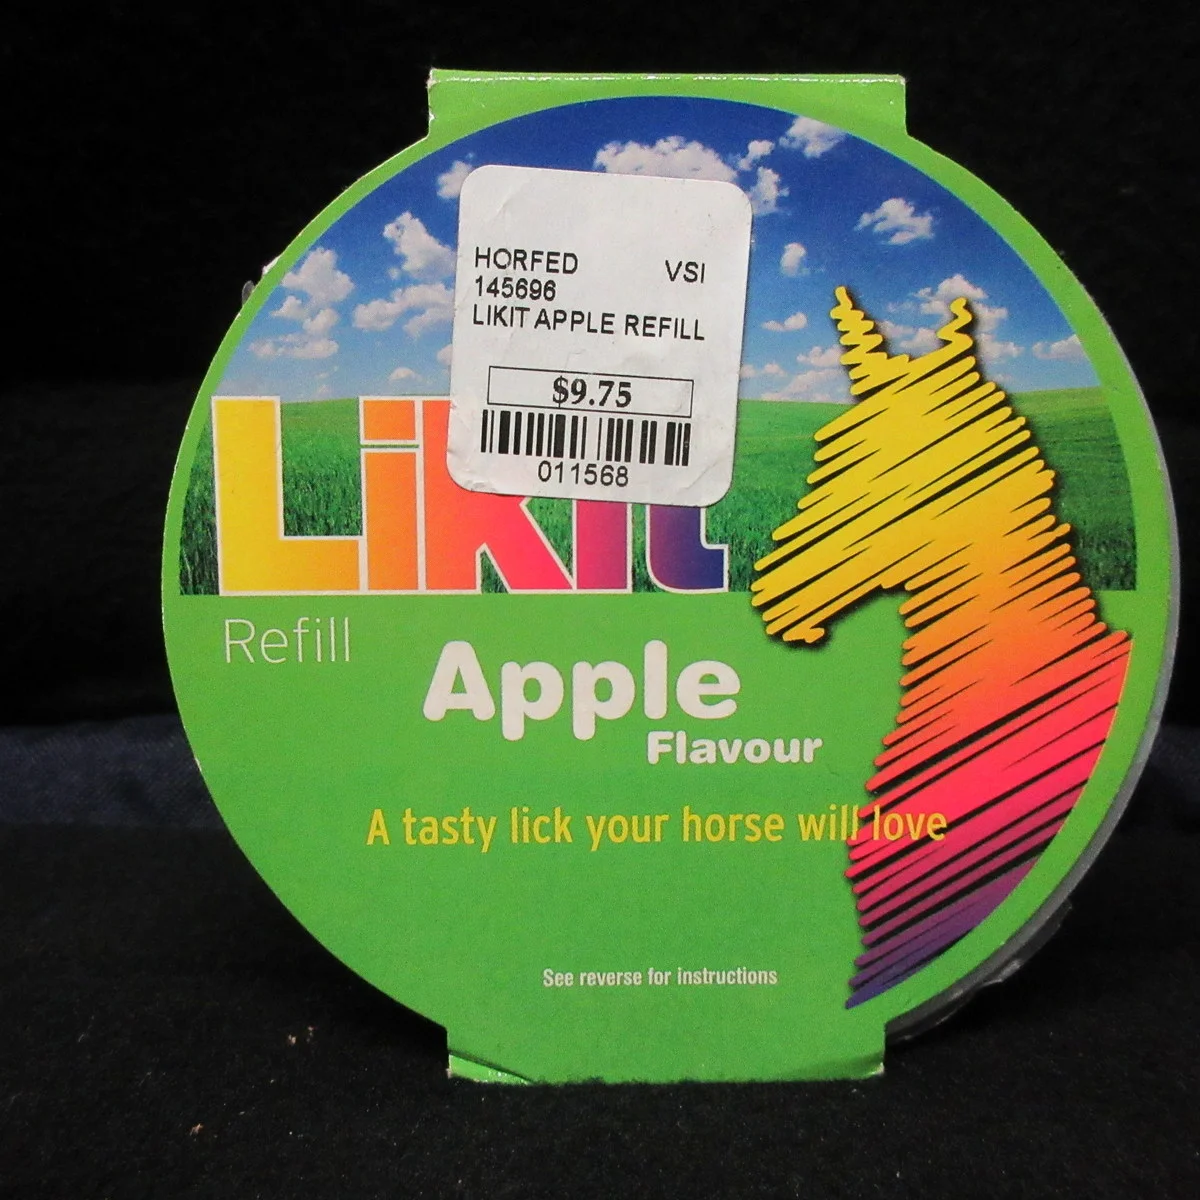 HORFED VSI
145696
LIKIT APPLE REFILL
$9.75
011568
Likit
Refill
Apple
Flavour
A tasty lick your horse will love
See reverse for instructions